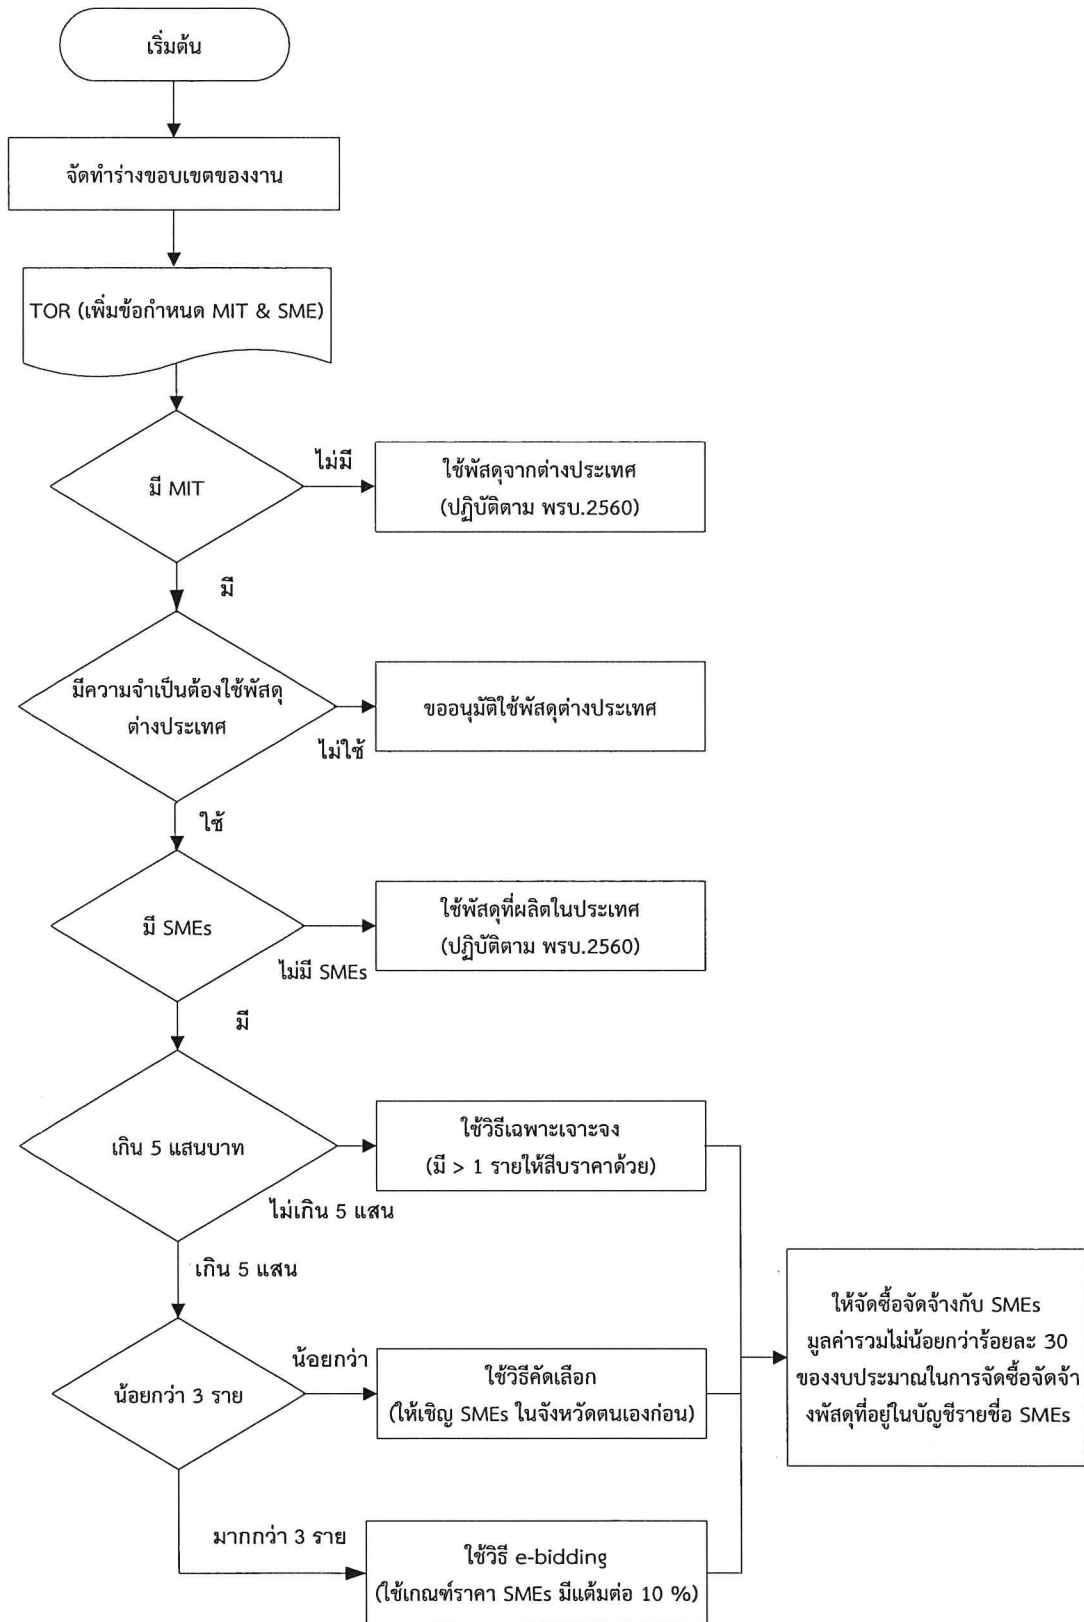 เริ่มต้น
จัดทำร่างขอบเขตของงาน
TOR (เพิ่มข้อกำหนด MIT & SME)
มี MIT
ไม่มี
ใช้พัสดุจากต่างประเทศ
(ปฏิบัติตาม พรบ.2560)
มี
มีความจำเป็นต้องใช้พัสดุ
ต่างประเทศ
ไม่ใช้
ขออนุมัติใช้พัสดุต่างประเทศ
ใช้
มี SMEs
ไม่มี SMEs
ใช้พัสดุที่ผลิตในประเทศ
(ปฏิบัติตาม พรบ.2560)
มี
เกิน 5 แสนบาท
ไม่เกิน 5 แสน
ใช้วิธีเฉพาะเจาะจง
(มี > 1 รายให้สืบราคาด้วย)
เกิน 5 แสน
น้อยกว่า 3 ราย
น้อยกว่า
ใช้วิธีคัดเลือก
(ให้เชิญ SMEs ในจังหวัดตนเองก่อน)
มากกว่า 3 ราย
ใช้วิธี e-bidding
(ใช้เกณฑ์ราคา SMEs มีแต้มต่อ 10 %)
ให้จัดซื้อจัดจ้างกับ SMEs
มูลค่ารวมไม่น้อยกว่าร้อยละ 30
ของงบประมาณในการจัดซื้อจัดจ้า
งพัสดุที่อยู่ในบัญชีรายชื่อ SMEs